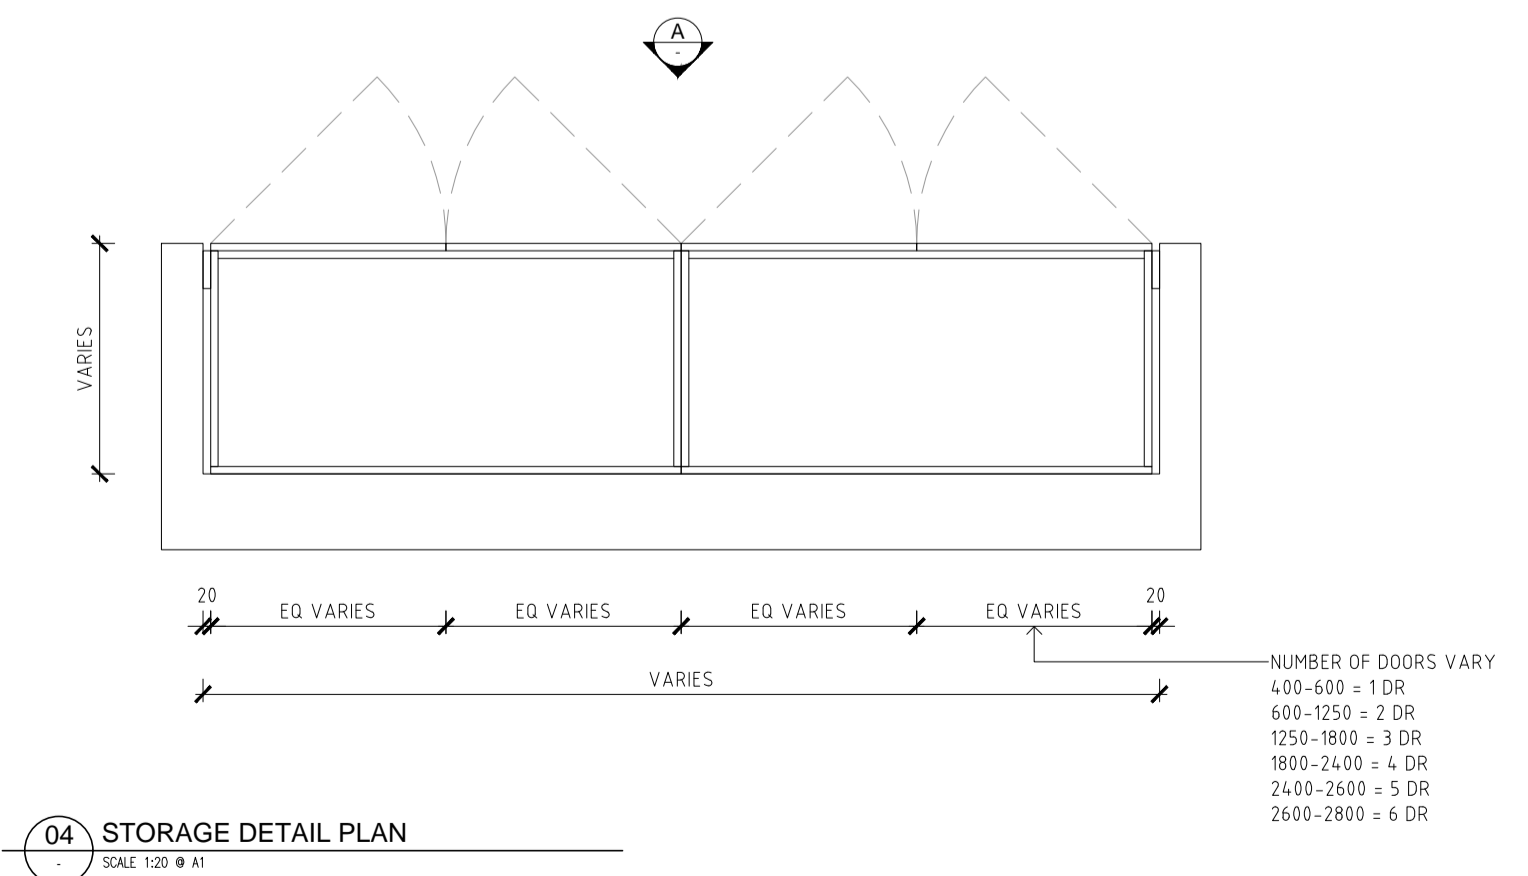 A
-
VARIES
20
EQ VARIES
EQ VARIES
EQ VARIES
EQ VARIES
20
VARIES
NUMBER OF DOORS VARY
400-600 = 1 DR
600-1250 = 2 DR
1250-1800 = 3 DR
1800-2400 = 4 DR
2400-2600 = 5 DR
2600-2800 = 6 DR
04
-
STORAGE DETAIL PLAN
SCALE 1:20 @ A1